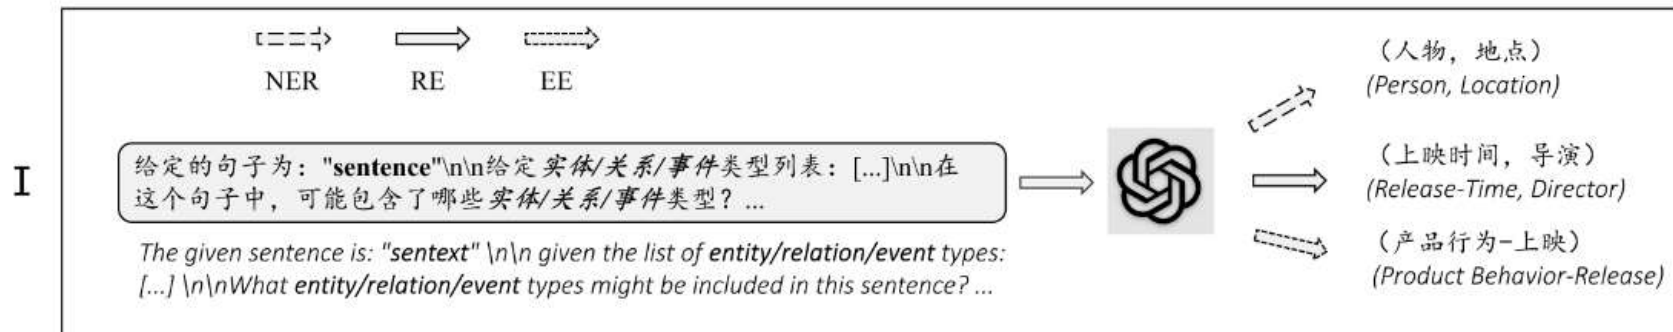 NER RE EE
I
给定的句子为："sentence"\n\n给定实体/关系/事件类型列表：[...]\n\n在
这个句子中，可能包含了哪些实体/关系/事件类型？...
The given sentence is: "sentext" \n\n given the list of entity/relation/event types:
[...] \n\nWhat entity/relation/event types might be included in this sentence? ...
（人物，地点）
(Person, Location)
（上映时间，导演）
(Release-Time, Director)
（产品行为-上映）
(Product Behavior-Release)